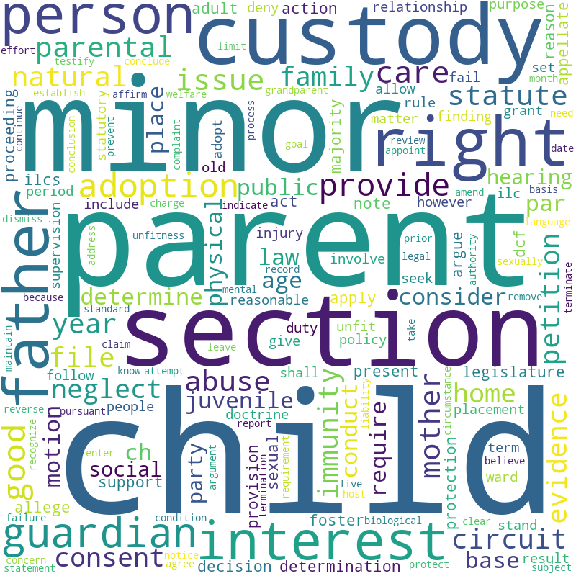 person
adult
deny
action
relationship
purpose
effort
testify
conclude
custody
limit
reason
appellate
parental
issue
family
care
fail
set
month
natural
establish
affirm
welfare
grandparent
allow
statute
minor
right
proceeding
continue
statutory
prevent
conclusion
place
adopt
process
goal
majority
rule
grant
need
matter
finding
review
appoint
old
complaint
date
ilcs
period
include
charge
indicate
adoption
public
provide
hearing
dismiss
supervision
address
unfitness
act
note
however
ilc
basis
amend
par
language
father
parent
physical
injury
law
involve
prior
legal
argue
authority
dcf
sexually
because
standard
record
mental
age
seek
remove
terminate
determine
reasonable
consider
petition
maintain
claim
leave
duty
unfit
apply
take
year
section
give
policy
file
follow
know
attempt
shall
present
legislature
circumstance
neglect
abuse
doctrine
home
reverse
pursuant
people
juvenile
report
immunity
conduct
liability
require
mother
placement
evidence
good
recognize
motion
enter
ch
party
argument
provision
termination
sexual
requirement
live
host
protection
term
believe
social
support
child
ward
allege
foster
biological
clear
stand
failure
condition
guardian
interest
circuit
concern
consent
notice
agree
decision
determination
protect
base
result
statement
subject